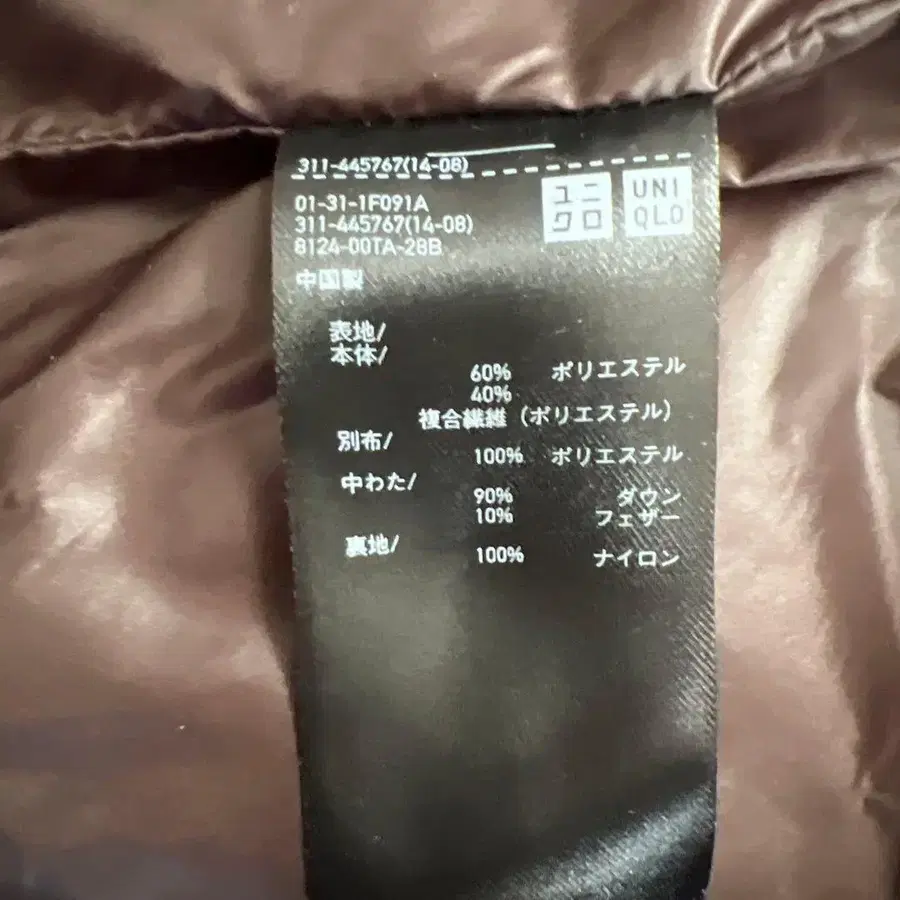 311-445767(14-08)
ユニ
クロ
UNI
QLO
01-31-1F091A
311-445767(14-08)
8124-00TA-28B
中国製
表地/
本体/
60% ポリエステル
40%
複合繊維（ポリエステル）
別布/
100% ポリエステル
中わた/
90% ダウン
10% フェザー
裏地/
100% ナイロン